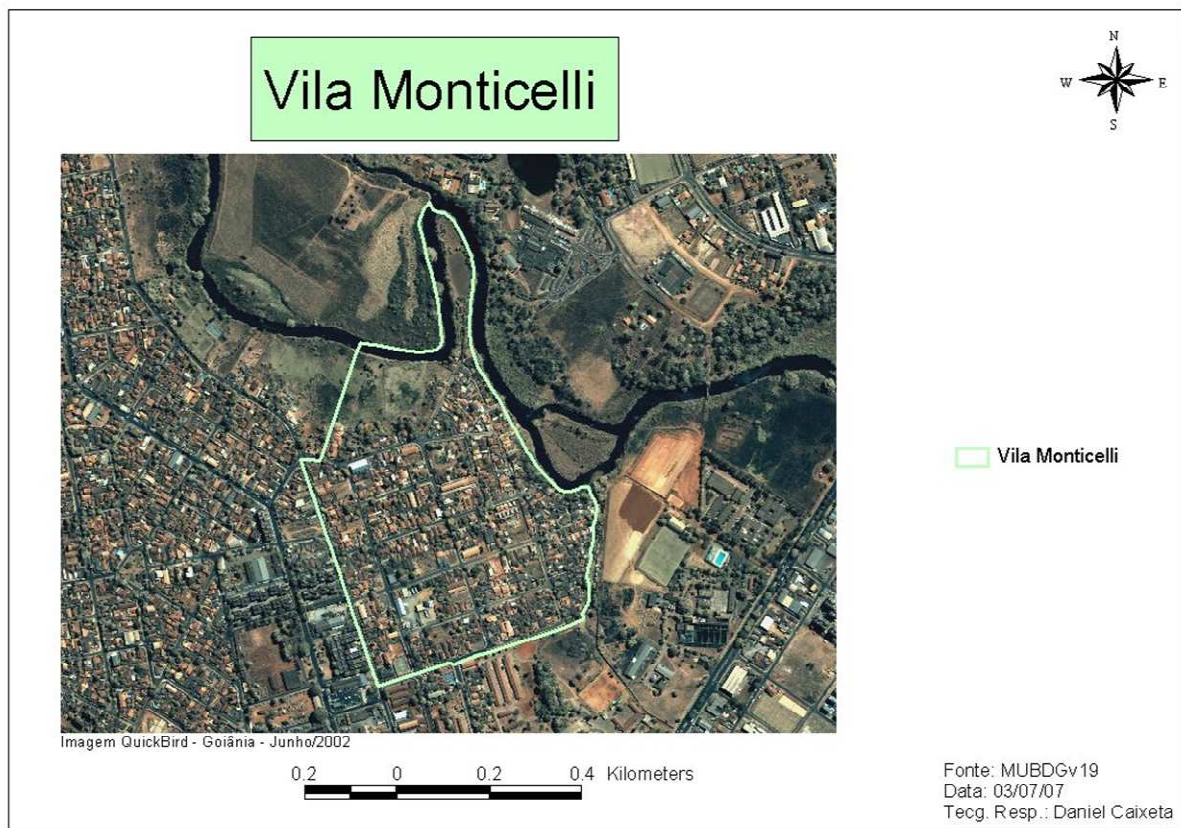 Vila Monticelli
N
W E
S
Vila Monticelli
Imagem QuickBird - Goiânia - Junho/2002
0.2 0 0.2 0.4 Kilometers
Fonte: MUBDGv19
Data: 03/07/07
Tecg. Resp.: Daniel Caixeta